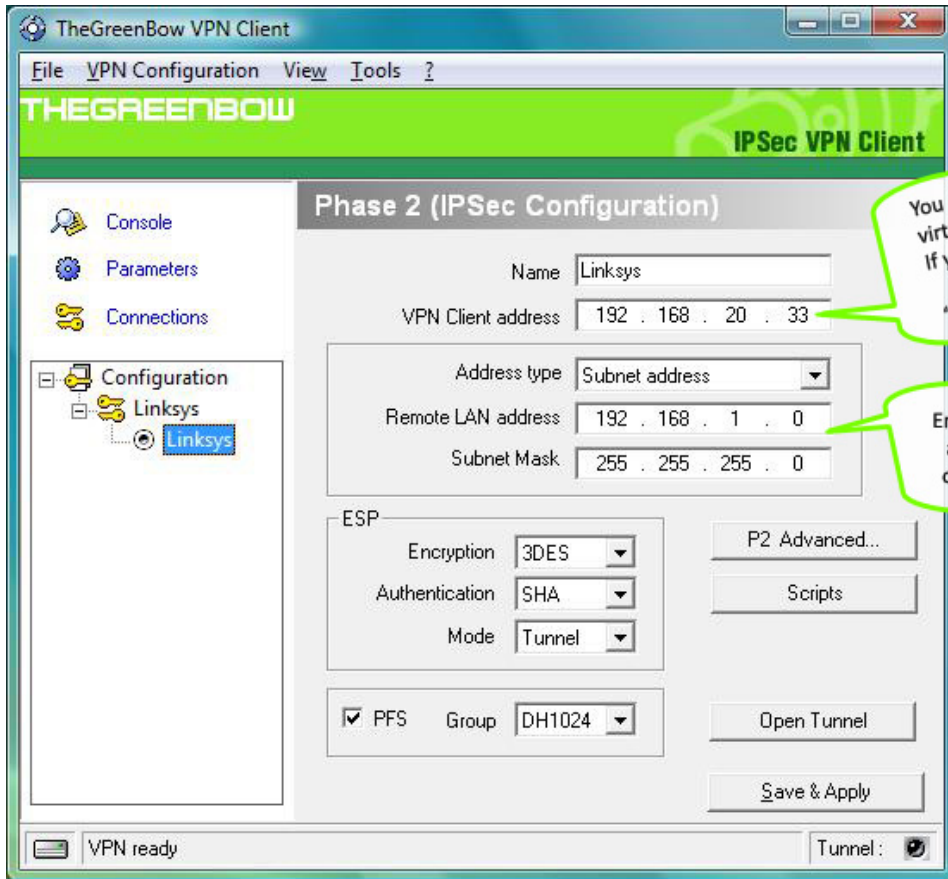 TheGreenBow VPN Client
File VPN Configuration View Tools ?
THEGREENBOW
IPSec VPN Client
Console
Parameters
Connections
Configuration
Linksys
Linksys
Phase 2 (IPSec Configuration)
Name Linksys
VPN Client address 192 . 168 . 20 . 33
Address type Subnet address
Remote LAN address 192 . 168 . 1 . 0
Subnet Mask 255 . 255 . 255 . 0
ESP
Encryption 3DES
Authentication SHA
Mode Tunnel
PFS Group DH1024
P2 Advanced...
Scripts
Open Tunnel
Save & Apply
You
If
VPN ready
Tunnel :